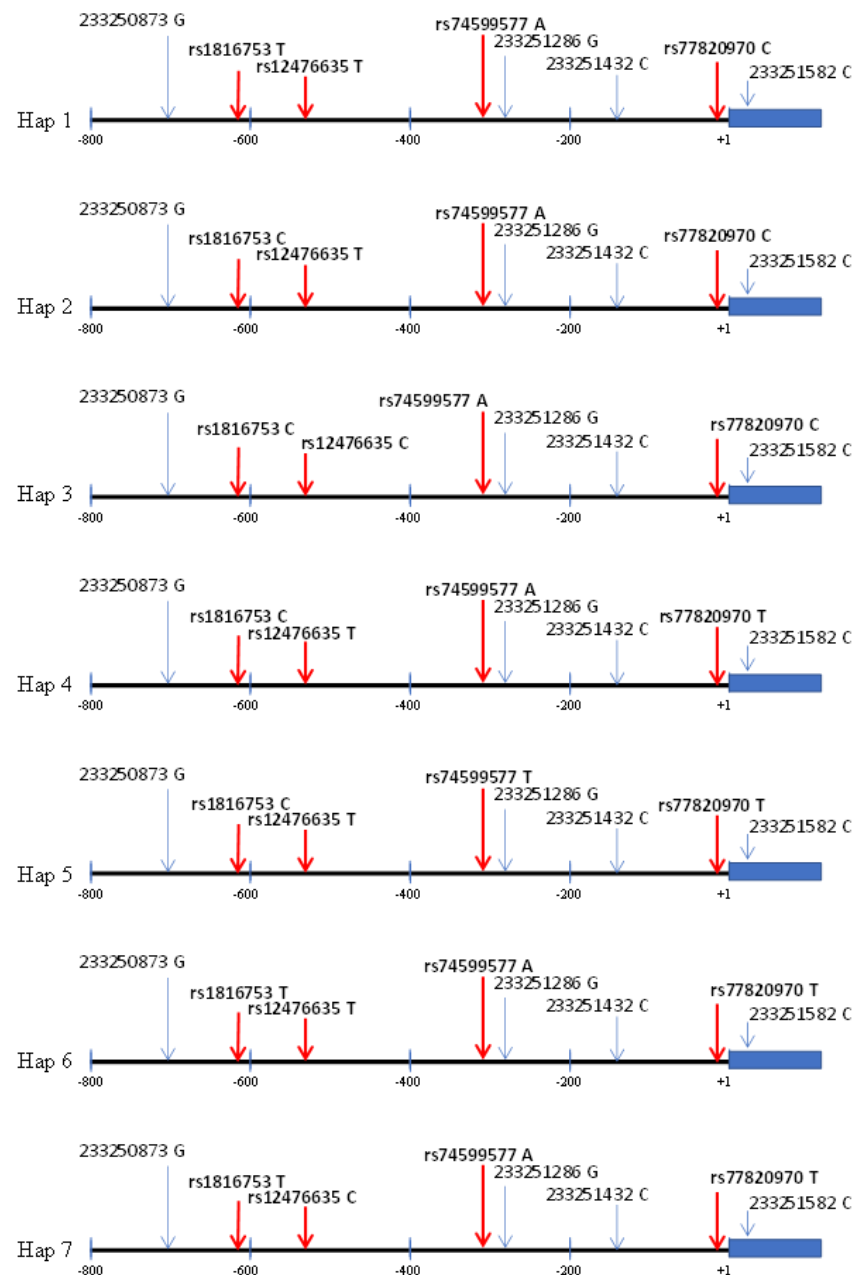 233250873 G
rs1816753 T
rs12476635 T
rs74599577 A
233251286 G
233251432 C
rs77820970 C
233251582 C
Hap 1
-800
-600
-400
-200
+1
233250873 G
rs1816753 C
rs12476635 T
rs74599577 A
233251286 G
233251432 C
rs77820970 C
233251582 C
Hap 2
-800
-600
-400
-200
+1
233250873 G
rs1816753 C
rs12476635 C
rs74599577 A
233251286 G
233251432 C
rs77820970 C
233251582 C
Hap 3
-800
-600
-400
-200
+1
233250873 G
rs1816753 C
rs12476635 T
rs74599577 A
233251286 G
233251432 C
rs77820970 T
233251582 C
Hap 4
-800
-600
-400
-200
+1
233250873 G
rs1816753 C
rs12476635 T
rs74599577 T
233251286 G
233251432 C
rs77820970 T
233251582 C
Hap 5
-800
-600
-400
-200
+1
233250873 G
rs1816753 T
rs12476635 T
rs74599577 A
233251286 G
233251432 C
rs77820970 T
233251582 C
Hap 6
-800
-600
-400
-200
+1
233250873 G
rs1816753 T
rs12476635 C
rs74599577 A
233251286 G
233251432 C
rs77820970 T
233251582 C
Hap 7
-800
-600
-400
-200
+1